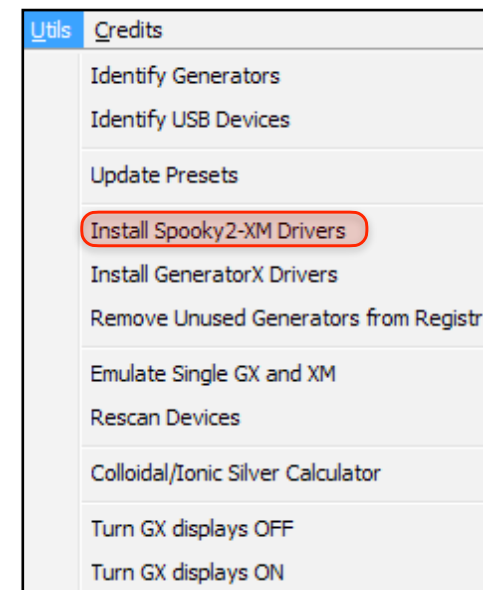 Utils Credits
Identify Generators
Identify USB Devices
Update Presets
Install Spooky2-XM Drivers
Install GeneratorX Drivers
Remove Unused Generators from Registr
Emulate Single GX and XM
Rescan Devices
Colloidal/Ionic Silver Calculator
Turn GX displays OFF
Turn GX displays ON